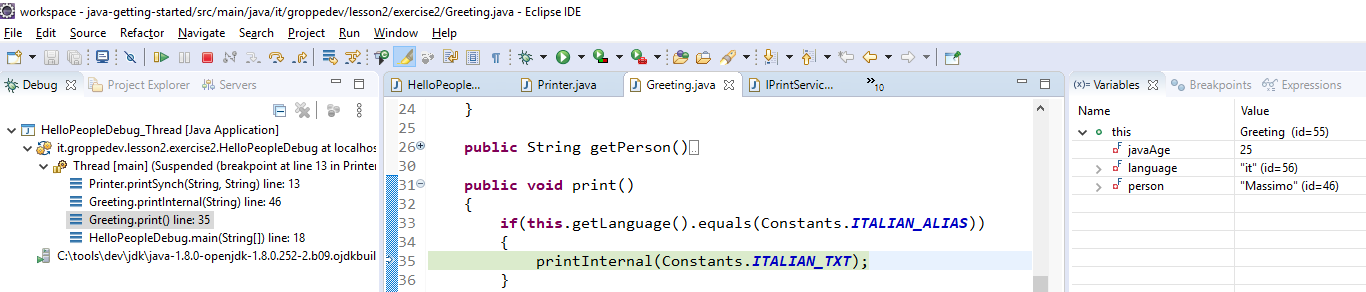 workspace - java-getting-started/src/main/java/it/groppedev/lesson2/exercise2/Greeting.java - Eclipse IDE
File Edit Source Refactor Navigate Search Project Run Window Help
Debug Project Explorer Servers
HelloPeopleDebug_Thread [Java Application]
it.groppedev.lesson2.exercise2.HelloPeopleDebug at localhos
Thread [main] (Suspended (breakpoint at line 13 in Printer
Printer.printSynch(String, String) line: 13
Greeting.printInternal(String) line: 46
Greeting.print() line: 35
HelloPeopleDebug.main(String[]) line: 18
C:\tools\dev\jdk\java-1.8.0-openjdk-1.8.0.252-2.b09.ojdkbuil
HelloPeople... Printer.java Greeting.java IPrintServic... »10
24 }
25
26 public String getPerson()
31 public void print()
32 {
33 if(this.getLanguage().equals(Constants.ITALIAN_ALIAS))
34 {
35 printInternal(Constants.ITALIAN_TXT);
36 }
(x)= Variables Breakpoints Expressions
Name Value
this Greeting (id=55)
javaAge 25
language "it" (id=56)
person "Massimo" (id=46)